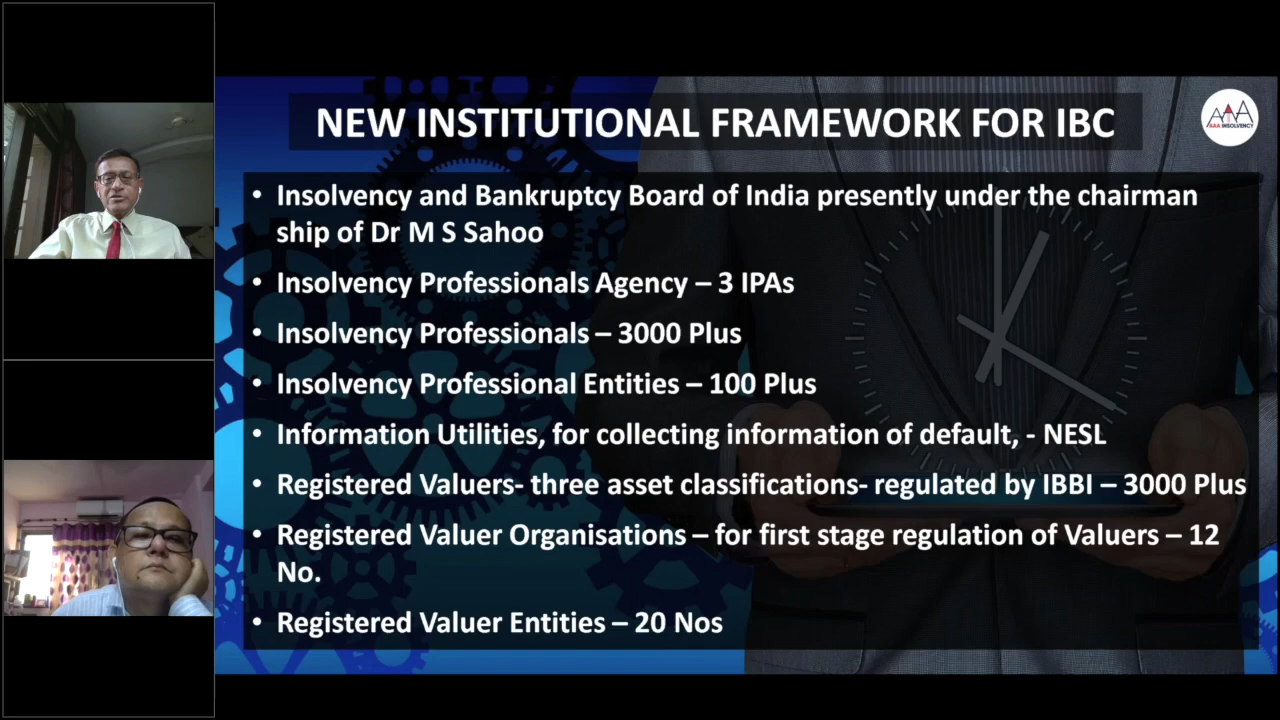 NEW INSTITUTIONAL FRAMEWORK FOR IBC
AAA INSOLVENCY
• Insolvency and Bankruptcy Board of India presently under the chairman
ship of Dr M S Sahoo
• Insolvency Professionals Agency – 3 IPAs
• Insolvency Professionals – 3000 Plus
• Insolvency Professional Entities – 100 Plus
• Information Utilities, for collecting information of default, - NESL
• Registered Valuers- three asset classifications- regulated by IBBI – 3000 Plus
• Registered Valuer Organisations – for first stage regulation of Valuers – 12
No.
• Registered Valuer Entities – 20 Nos